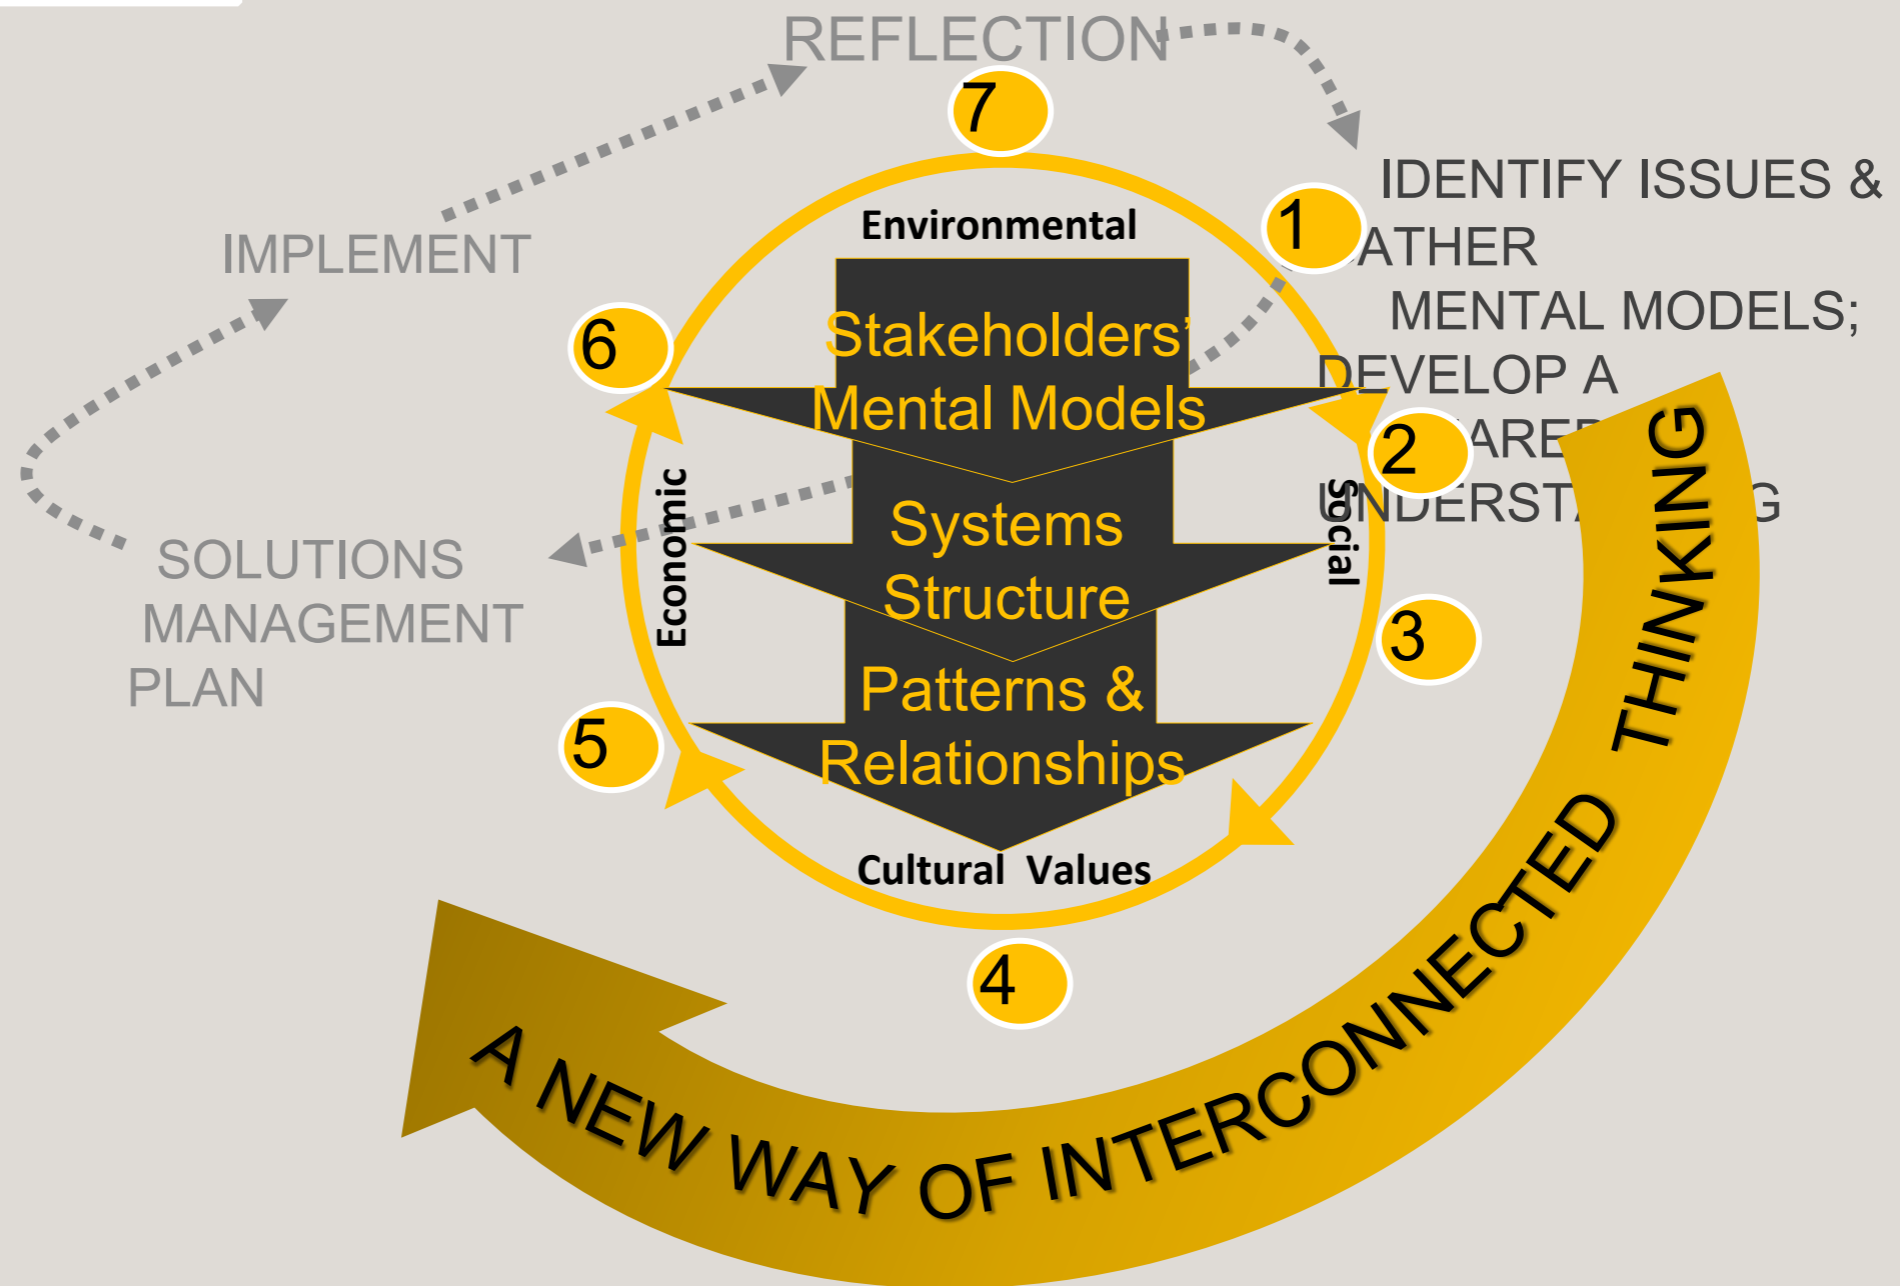 REFLECTION
7
IDENTIFY ISSUES &
1
ATHER
MENTAL MODELS;
DEVELOP A
2
ARE
UNDERSTA G
3
4
5
6
IMPLEMENT
SOLUTIONS
MANAGEMENT
PLAN
Environmental
Social
Cultural Values
Economic
Stakeholders’
Mental Models
Systems
Structure
Patterns &
Relationships
A NEW WAY OF INTERCONNECTED THINKING